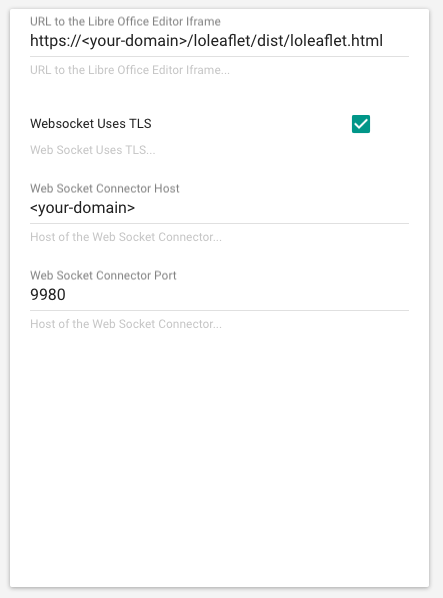 URL to the Libre Office Editor Iframe
https://<your-domain>/loleaflet/dist/loleaflet.html
URL to the Libre Office Editor Iframe...
Websocket Uses TLS
Web Socket Uses TLS...
Web Socket Connector Host
<your-domain>
Host of the Web Socket Connector...
Web Socket Connector Port
9980
Host of the Web Socket Connector...